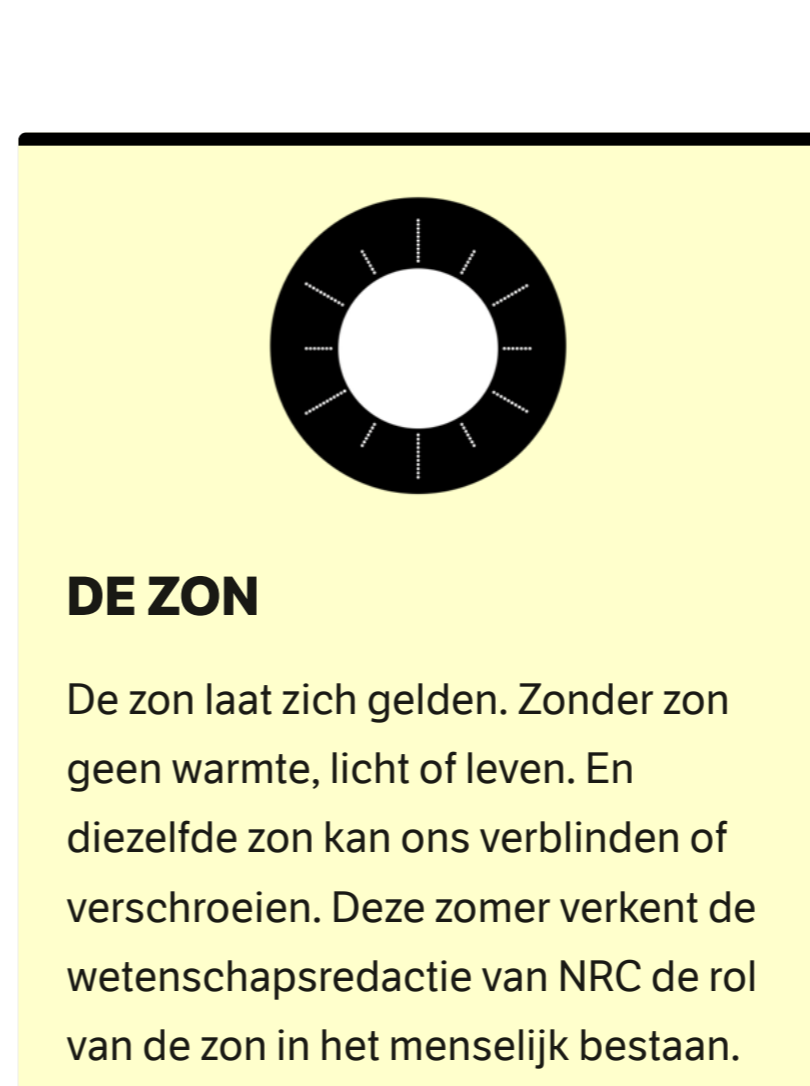 DE ZON
De zon laat zich gelden. Zonder zon
geen warmte, licht of leven. En
diezelfde zon kan ons verblinden of
verschroeien. Deze zomer verkent de
wetenschapsredactie van NRC de rol
van de zon in het menselijk bestaan.